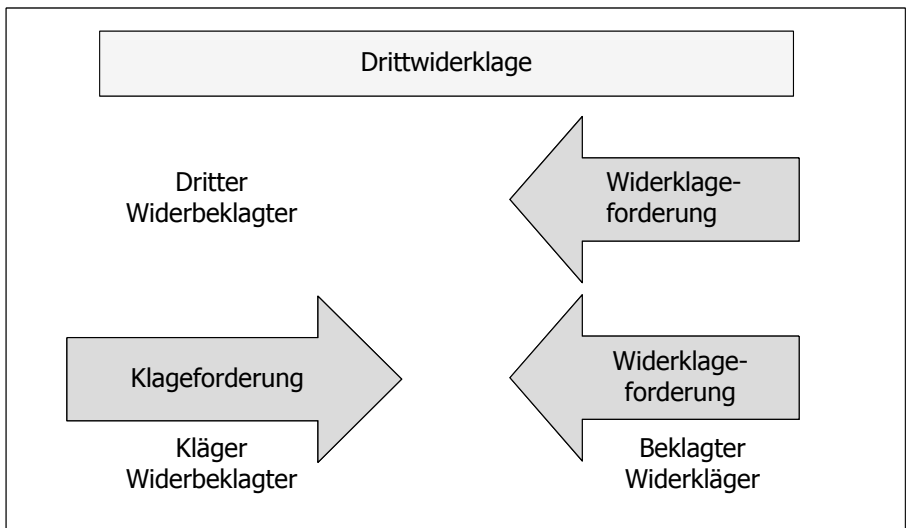 Drittwiderklage
Dritter
Widerbeklagter
Widerklage-
forderung
Klageforderung
Widerklage-
forderung
Kläger
Widerbeklagter
Beklagter
Widerkläger